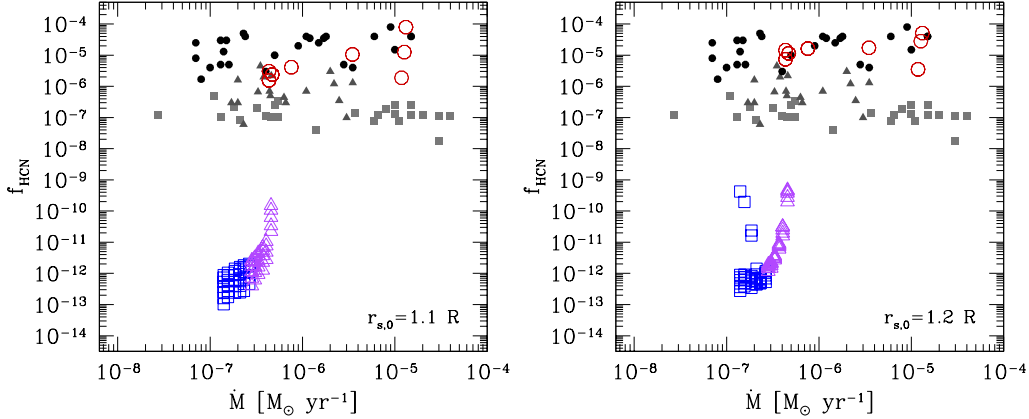 10⁻⁴
10⁻⁵
10⁻⁶
10⁻⁷
10⁻⁸
10⁻⁹
10⁻¹⁰
10⁻¹¹
10⁻¹²
10⁻¹³
10⁻¹⁴
f_HCN
r_s,0=1.1 R
10⁻⁸ 10⁻⁷ 10⁻⁶ 10⁻⁵ 10⁻⁴
Ṁ [M_⊙ yr⁻¹]
10⁻⁴
10⁻⁵
10⁻⁶
10⁻⁷
10⁻⁸
10⁻⁹
10⁻¹⁰
10⁻¹¹
10⁻¹²
10⁻¹³
10⁻¹⁴
f_HCN
r_s,0=1.2 R
10⁻⁸ 10⁻⁷ 10⁻⁶ 10⁻⁵ 10⁻⁴
Ṁ [M_⊙ yr⁻¹]